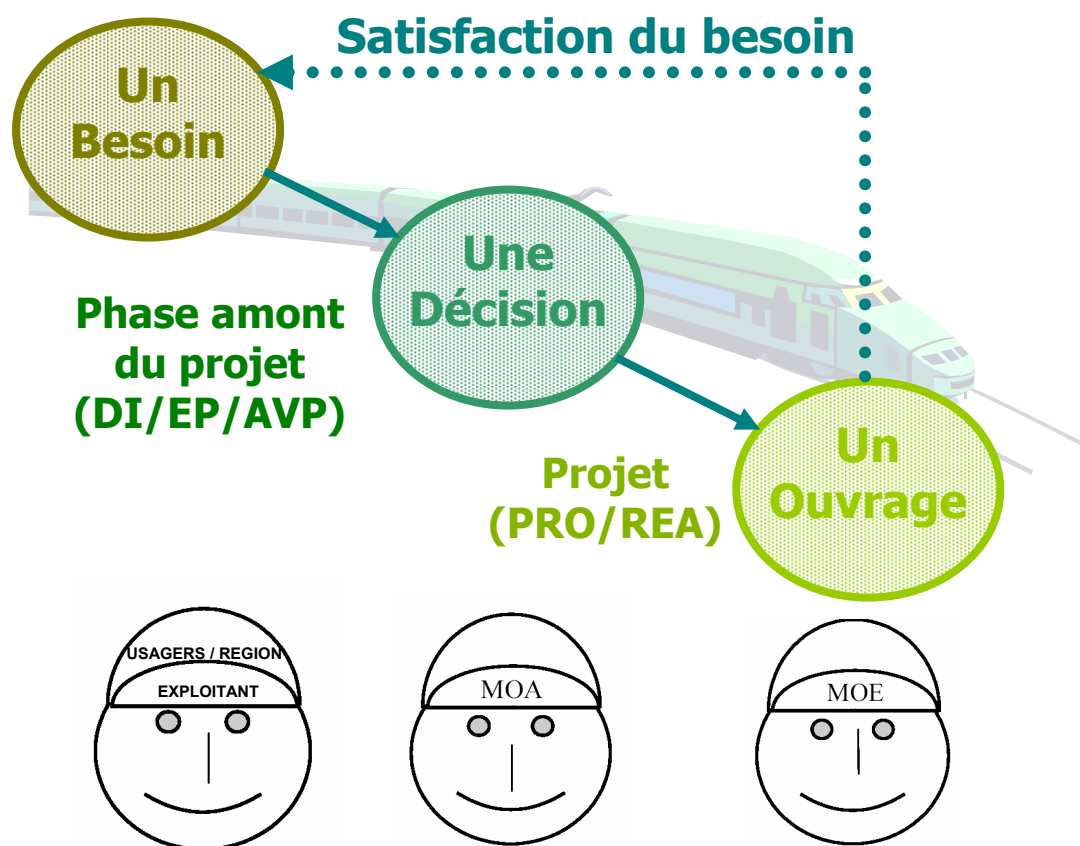 Satisfaction du besoin
Un
Besoin
Une
Décision
Phase amont
du projet
(DI/EP/AVP)
Un
Ouvrage
Projet
(PRO/REA)
USAGERS / REGION
EXPLOITANT
MOA
MOE